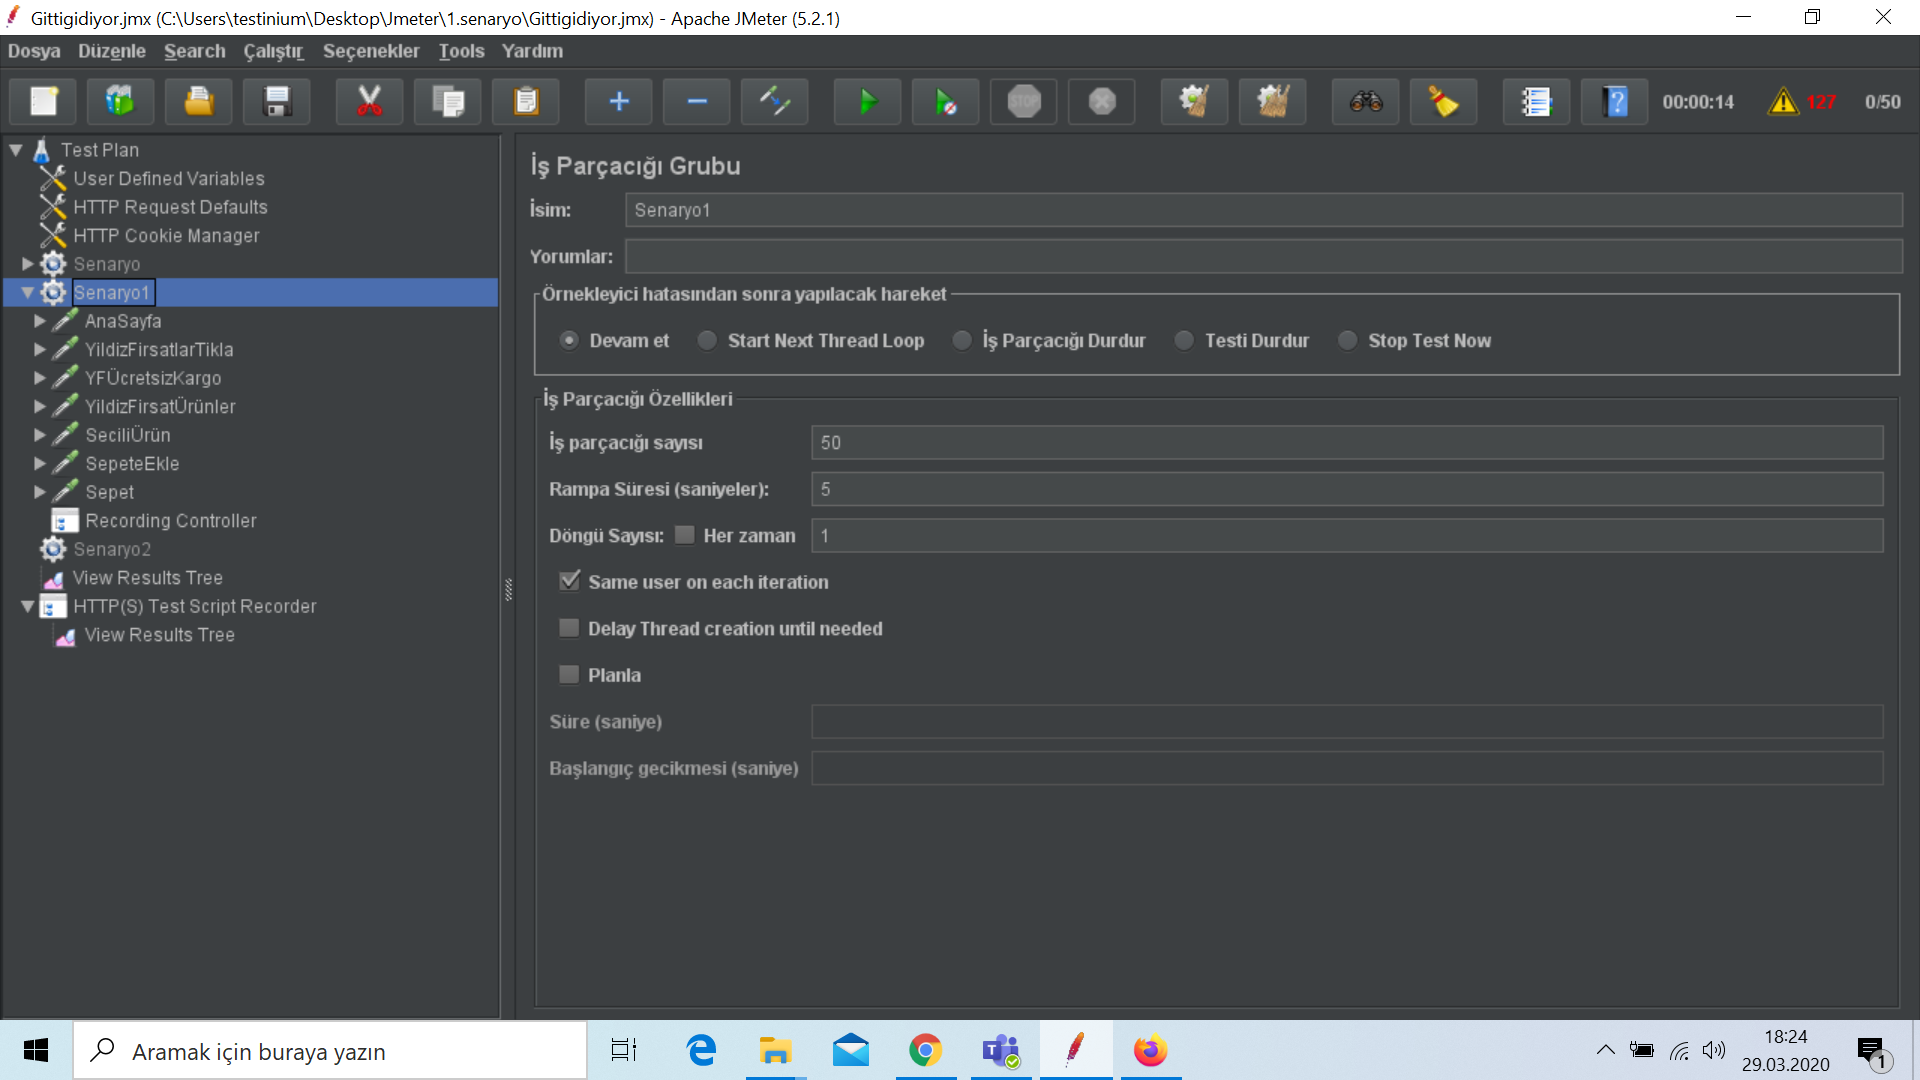 Gittigidiyor.jmx (C:\Users\testinium\Desktop\Jmeter\1.senaryo\Gittigidiyor.jmx) - Apache JMeter (5.2.1)
Dosya Düzenle Search Çalıştır Seçenekler Tools Yardım
STOP 00:00:14 127 0/50
Test Plan
User Defined Variables
HTTP Request Defaults
HTTP Cookie Manager
Senaryo
Senaryo1
AnaSayfa
YildizFirsatlarTikla
YFÜcretsizKargo
YildizFirsatÜrünler
SeciliÜrün
SepeteEkle
Sepet
Recording Controller
Senaryo2
View Results Tree
HTTP(S) Test Script Recorder
View Results Tree
İş Parçacığı Grubu
İsim: Senaryo1
Yorumlar:
Örnekleyici hatasından sonra yapılacak hareket
Devam et Start Next Thread Loop İş Parçacığı Durdur Testi Durdur Stop Test Now
İş Parçacığı Özellikleri
İş parçacığı sayısı 50
Rampa Süresi (saniyeler): 5
Döngü Sayısı: Her zaman 1
Same user on each iteration
Delay Thread creation until needed
Planla
Süre (saniye)
Başlangıç gecikmesi (saniye)
Aramak için buraya yazın
18:24
29.03.2020
1